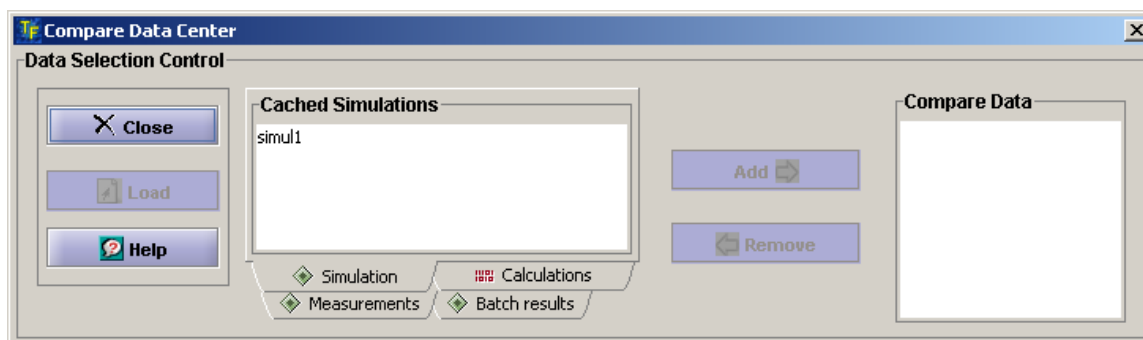 TF Compare Data Center
Data Selection Control
Close
Load
Help
Cached Simulations
simul1
Simulation
Calculations
Measurements
Batch results
Add
Remove
Compare Data